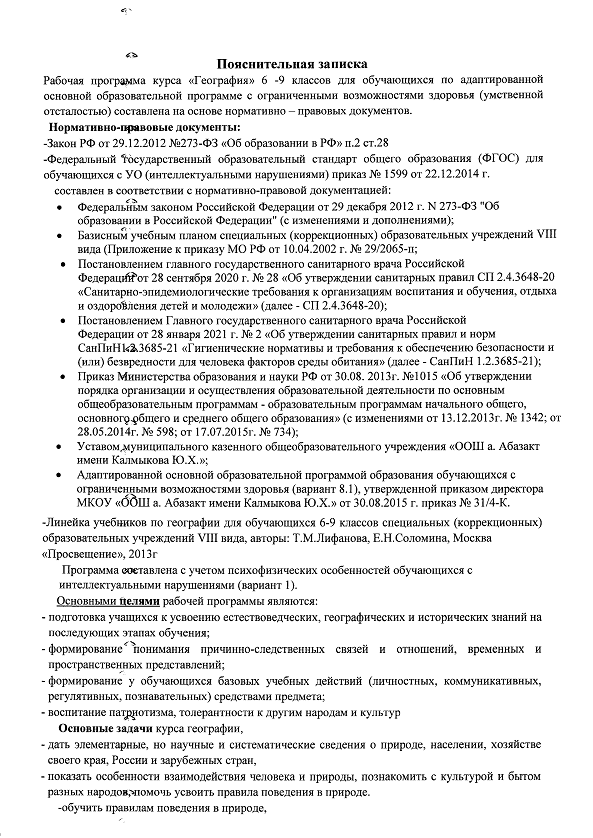 Пояснительная записка
Рабочая программа курса «География» 6 -9 классов для обучающихся по адаптированной
основной образовательной программе с ограниченными возможностями здоровья (умственной
отсталостью) составлена на основе нормативно – правовых документов.
Нормативно-правовые документы:
-Закон РФ от 29.12.2012 №273-ФЗ «Об образовании в РФ» п.2 ст.28
-Федеральный государственный образовательный стандарт общего образования (ФГОС) для
обучающихся с УО (интеллектуальными нарушениями) приказ № 1599 от 22.12.2014 г.
составлен в соответствии с нормативно-правовой документацией:
• Федеральным законом Российской Федерации от 29 декабря 2012 г. N 273-ФЗ "Об
образовании в Российской Федерации" (с изменениями и дополнениями);
• Базисным учебным планом специальных (коррекционных) образовательных учреждений VIII
вида (Приложение к приказу МО РФ от 10.04.2002 г. № 29/2065-п;
• Постановлением главного государственного санитарного врача Российской
Федерации от 28 сентября 2020 г. № 28 «Об утверждении санитарных правил СП 2.4.3648-20
«Санитарно-эпидемиологические требования к организациям воспитания и обучения, отдыха
и оздоровления детей и молодежи» (далее - СП 2.4.3648-20);
• Постановлением Главного государственного санитарного врача Российской
Федерации от 28 января 2021 г. № 2 «Об утверждении санитарных правил и норм
СанПиН 1.2.3685-21 «Гигиенические нормативы и требования к обеспечению безопасности и
(или) безвредности для человека факторов среды обитания» (далее - СанПиН 1.2.3685-21);
• Приказ Министерства образования и науки РФ от 30.08. 2013г. №1015 «Об утверждении
порядка организации и осуществления образовательной деятельности по основным
общеобразовательным программам - образовательным программам начального общего,
основного общего и среднего общего образования» (с изменениями от 13.12.2013г. № 1342; от
28.05.2014г. № 598; от 17.07.2015г. № 734);
• Уставом муниципального казенного общеобразовательного учреждения «ООШ а. Абазакт
имени Калмыкова Ю.Х.»;
• Адаптированной основной образовательной программой образования обучающихся с
ограниченными возможностями здоровья (вариант 8.1), утвержденной приказом директора
МКОУ «ООШ а. Абазакт имени Калмыкова Ю.Х.» от 30.08.2015 г. приказ № 31/4-К.
-Линейка учебников по географии для обучающихся 6-9 классов специальных (коррекционных)
образовательных учреждений VIII вида, авторы: Т.М.Лифанова, Е.Н.Соломина, Москва
«Просвещение», 2013г
Программа составлена с учетом психофизических особенностей обучающихся с
интеллектуальными нарушениями (вариант 1).
Основными целями рабочей программы являются:
- подготовка учащихся к усвоению естествоведческих, географических и исторических знаний на
последующих этапах обучения;
- формирование понимания причинно-следственных связей и отношений, временных и
пространственных представлений;
- формирование у обучающихся базовых учебных действий (личностных, коммуникативных,
регулятивных, познавательных) средствами предмета;
- воспитание патриотизма, толерантности к другим народам и культур
Основные задачи курса географии,
- дать элементарные, но научные и систематические сведения о природе, населении, хозяйстве
своего края, России и зарубежных стран,
- показать особенности взаимодействия человека и природы, познакомить с культурой и бытом
разных народов, помочь усвоить правила поведения в природе.
-обучить правилам поведения в природе,